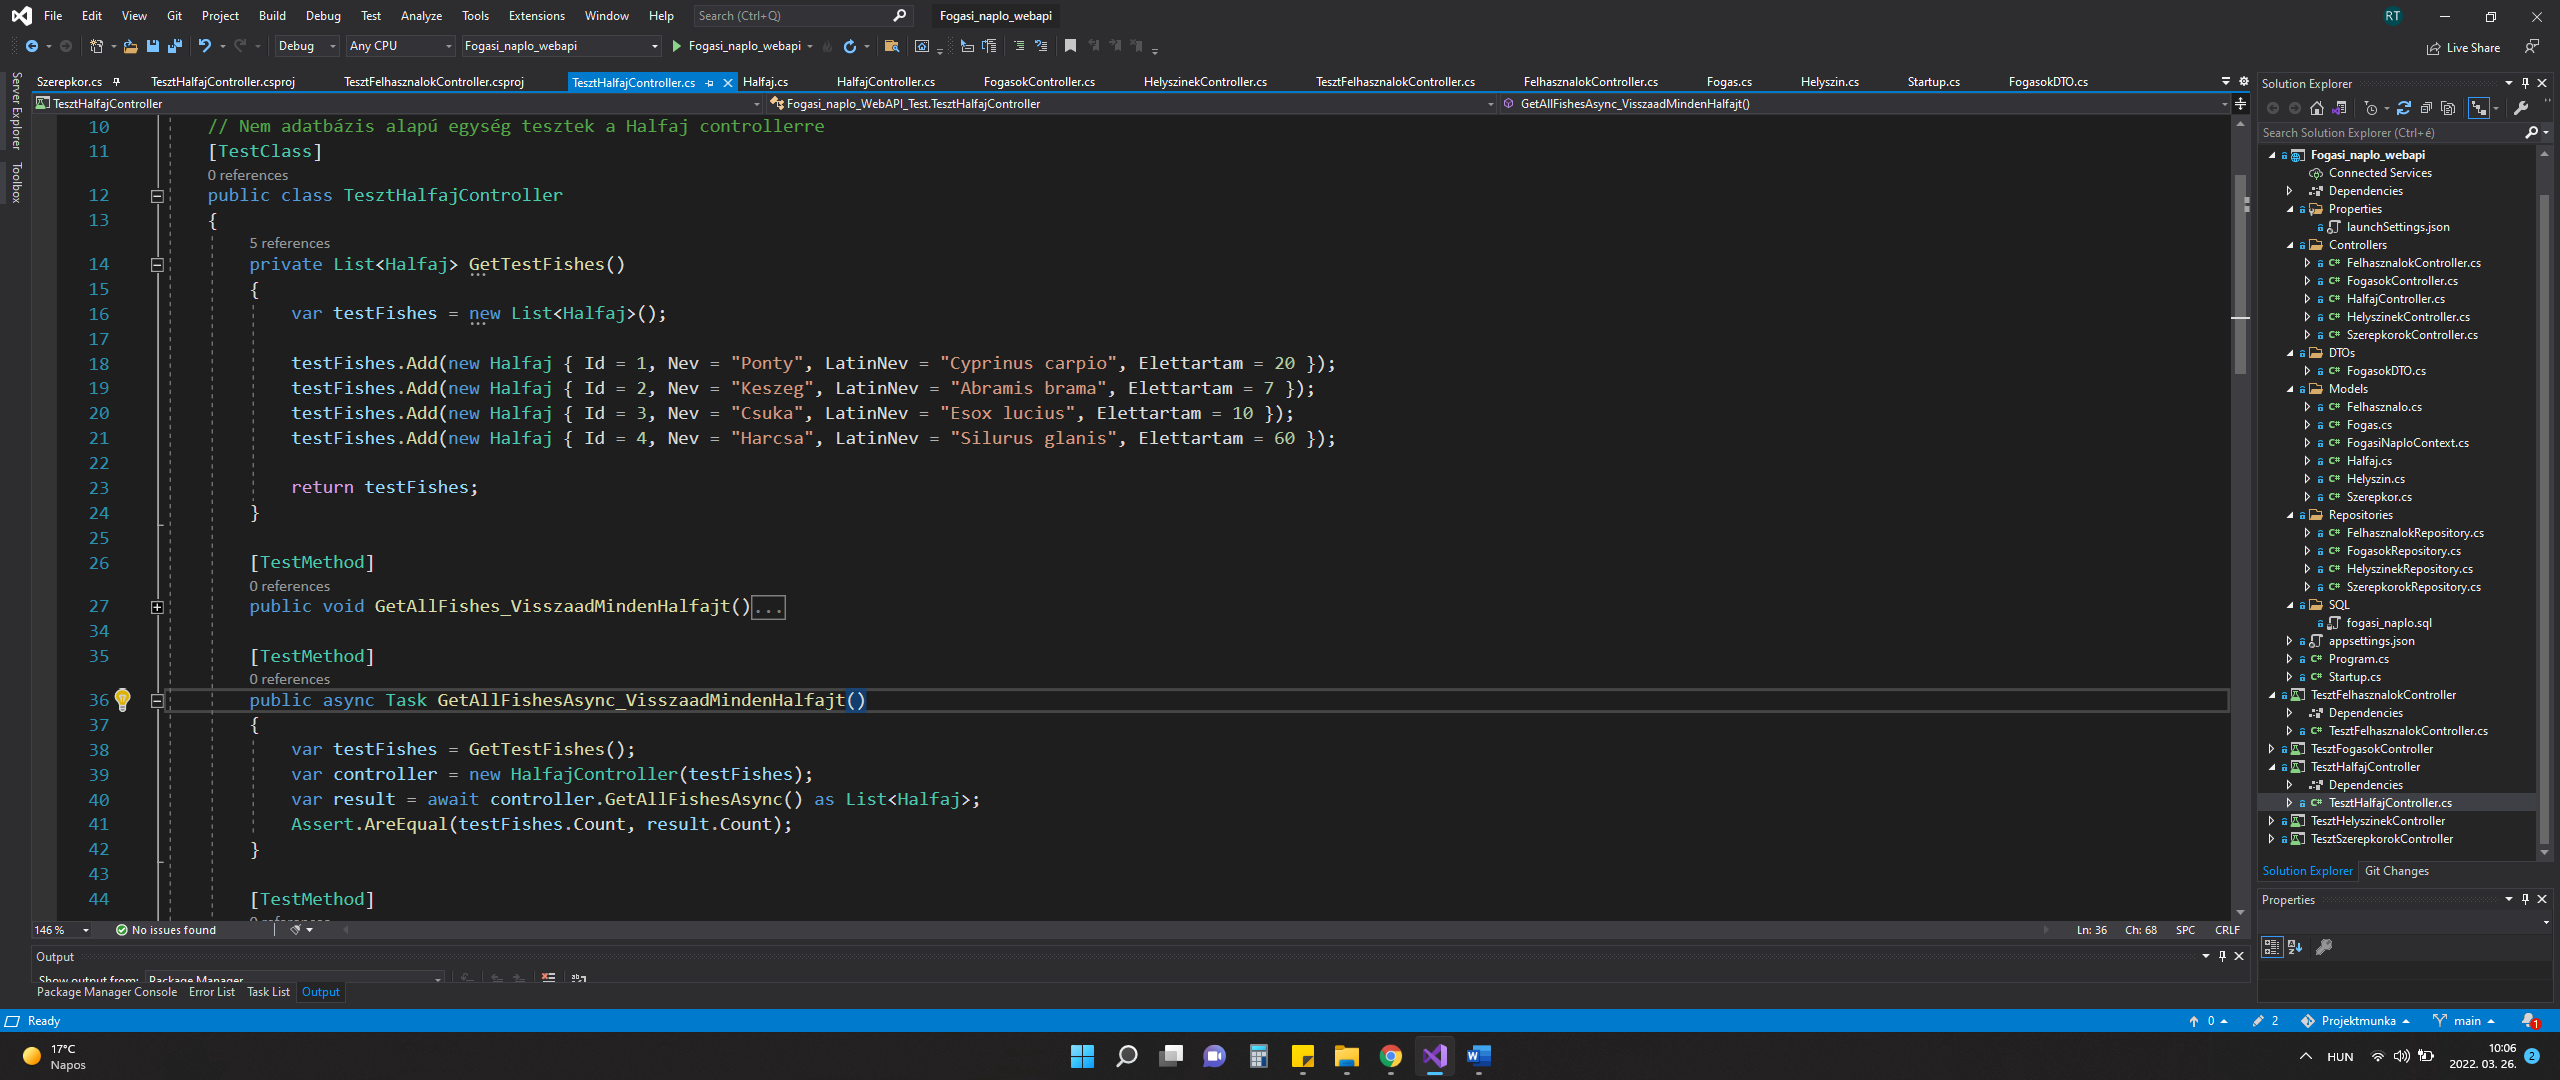 File Edit View Git Project Build Debug Test Analyze Tools Extensions Window Help Search (Ctrl+Q) Fogasi_naplo_webapi RT
Debug Any CPU Fogasi_naplo_webapi Fogasi_naplo_webapi Live Share
Szerepkor.cs TesztHalfajController.csproj TesztFelhasznalokController.csproj TesztHalfajController.cs Halfaj.cs HalfajController.cs FogasokController.cs HelyszinekController.cs TesztFelhasznalokController.cs FelhasznalokController.cs Fogas.cs Helyszin.cs Startup.cs FogasokDTO.cs
TesztHalfajController Fogasi_naplo_WebAPI_Test.TesztHalfajController GetAllFishesAsync_VisszaadMindenHalfajt()
Server Explorer
Toolbox
10 // Nem adatbázis alapú egység tesztek a Halfaj controllerre
11 [TestClass]
0 references
12 public class TesztHalfajController
13 {
5 references
14 private List<Halfaj> GetTestFishes()
15 {
16 var testFishes = new List<Halfaj>();
17
18 testFishes.Add(new Halfaj { Id = 1, Nev = "Ponty", LatinNev = "Cyprinus carpio", Elettartam = 20 });
19 testFishes.Add(new Halfaj { Id = 2, Nev = "Keszeg", LatinNev = "Abramis brama", Elettartam = 7 });
20 testFishes.Add(new Halfaj { Id = 3, Nev = "Csuka", LatinNev = "Esox lucius", Elettartam = 10 });
21 testFishes.Add(new Halfaj { Id = 4, Nev = "Harcsa", LatinNev = "Silurus glanis", Elettartam = 60 });
22
23 return testFishes;
24 }
25
26 [TestMethod]
0 references
27 public void GetAllFishes_VisszaadMindenHalfajt()...
34
35 [TestMethod]
0 references
36 public async Task GetAllFishesAsync_VisszaadMindenHalfajt()
37 {
38 var testFishes = GetTestFishes();
39 var controller = new HalfajController(testFishes);
40 var result = await controller.GetAllFishesAsync() as List<Halfaj>;
41 Assert.AreEqual(testFishes.Count, result.Count);
42 }
43
44 [TestMethod]
0 references
146 % No issues found Ln: 36 Ch: 68 SPC CRLF
Output
Show output from: Package Manager
Package Manager Console Error List Task List Output
Solution Explorer
Search Solution Explorer (Ctrl+é)
Fogasi_naplo_webapi
Connected Services
Dependencies
Properties
launchSettings.json
Controllers
C# FelhasznalokController.cs
C# FogasokController.cs
C# HalfajController.cs
C# HelyszinekController.cs
C# SzerepkorokController.cs
DTOs
C# FogasokDTO.cs
Models
C# Felhasznalo.cs
C# Fogas.cs
C# FogasiNaploContext.cs
C# Halfaj.cs
C# Helyszin.cs
C# Szerepkor.cs
Repositories
C# FelhasznalokRepository.cs
C# FogasokRepository.cs
C# HelyszinekRepository.cs
C# SzerepkorokRepository.cs
SQL
fogasi_naplo.sql
appsettings.json
C# Program.cs
C# Startup.cs
TesztFelhasznalokController
Dependencies
C# TesztFelhasznalokController.cs
TesztFogasokController
TesztHalfajController
Dependencies
C# TesztHalfajController.cs
TesztHelyszinekController
TesztSzerepkorokController
Solution Explorer Git Changes
Properties
Ready 0 2 Projektmunka main 1
17°C
Napos
HUN 10:06
2022. 03. 26. 2